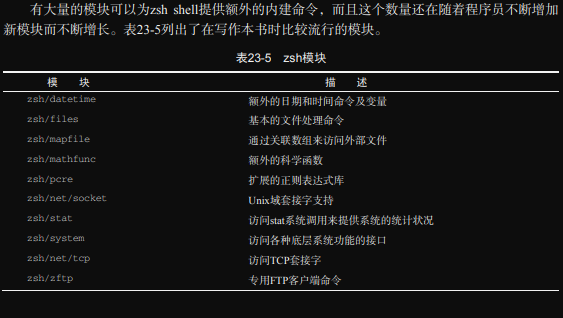 有大量的模块可以为zsh shell提供额外的内建命令，而且这个数量还在随着程序员不断增加
新模块而不断增长。表23-5列出了在写作本书时比较流行的模块。
表23-5 zsh模块
模 块 描 述
zsh/datetime 额外的日期和时间命令及变量
zsh/files 基本的文件处理命令
zsh/mapfile 通过关联数组来访问外部文件
zsh/mathfunc 额外的科学函数
zsh/pcre 扩展的正则表达式库
zsh/net/socket Unix域套接字支持
zsh/stat 访问stat系统调用来提供系统的统计状况
zsh/system 访问各种底层系统功能的接口
zsh/net/tcp 访问TCP套接字
zsh/zftp 专用FTP客户端命令